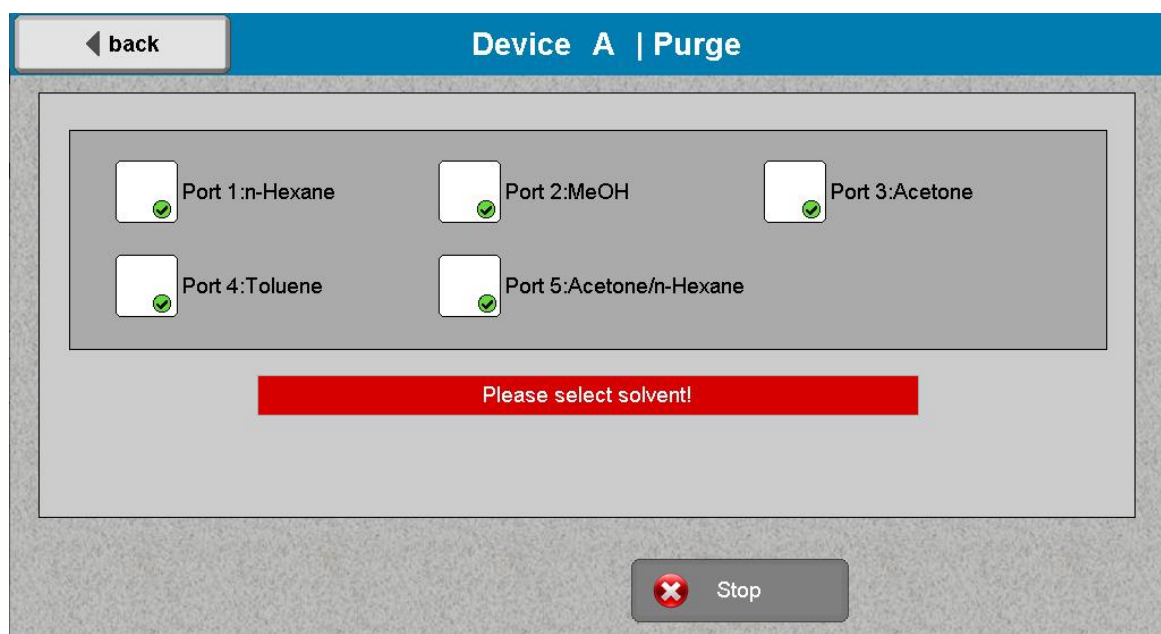 back
Device A | Purge
Port 1:n-Hexane
Port 2:MeOH
Port 3:Acetone
Port 4:Toluene
Port 5:Acetone/n-Hexane
Please select solvent!
Stop